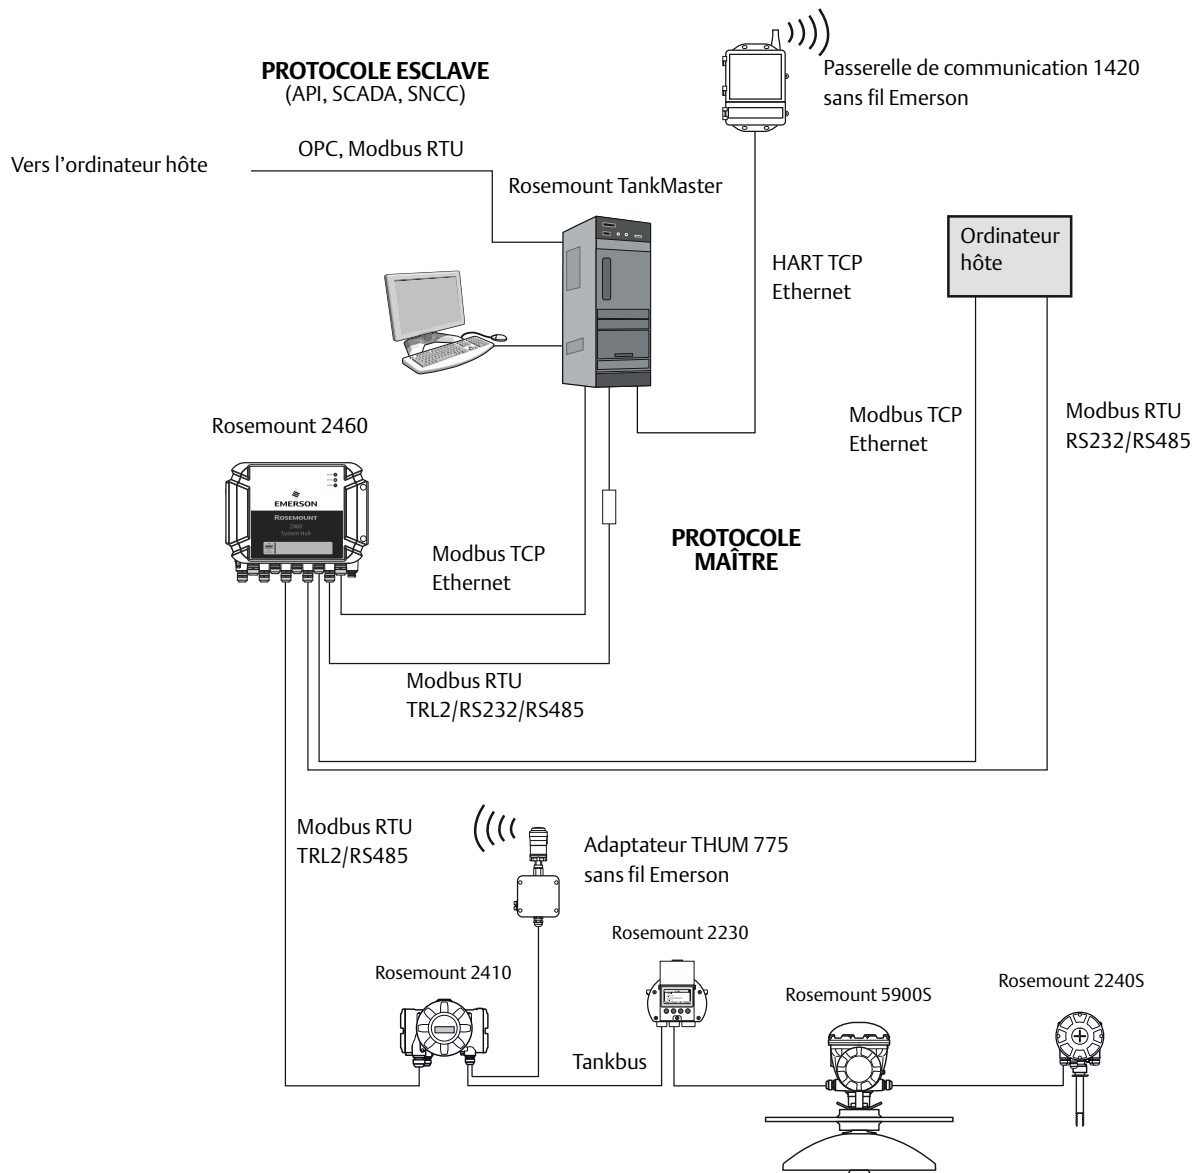 PROTOCOLE ESCLAVE
(API, SCADA, SNCC)
Passerelle de communication 1420
sans fil Emerson
Vers l'ordinateur hôte
OPC, Modbus RTU
Rosemount TankMaster
HART TCP
Ethernet
Ordinateur
hôte
Modbus TCP
Ethernet
Modbus RTU
RS232/RS485
Rosemount 2460
EMERSON
ROSEMOUNT
2460
System Hub
Modbus TCP
Ethernet
PROTOCOLE
MAÎTRE
Modbus RTU
TRL2/RS232/RS485
Modbus RTU
TRL2/RS485
Adaptateur THUM 775
sans fil Emerson
Rosemount 2230
Rosemount 2410
Rosemount 5900S
Rosemount 2240S
Tankbus